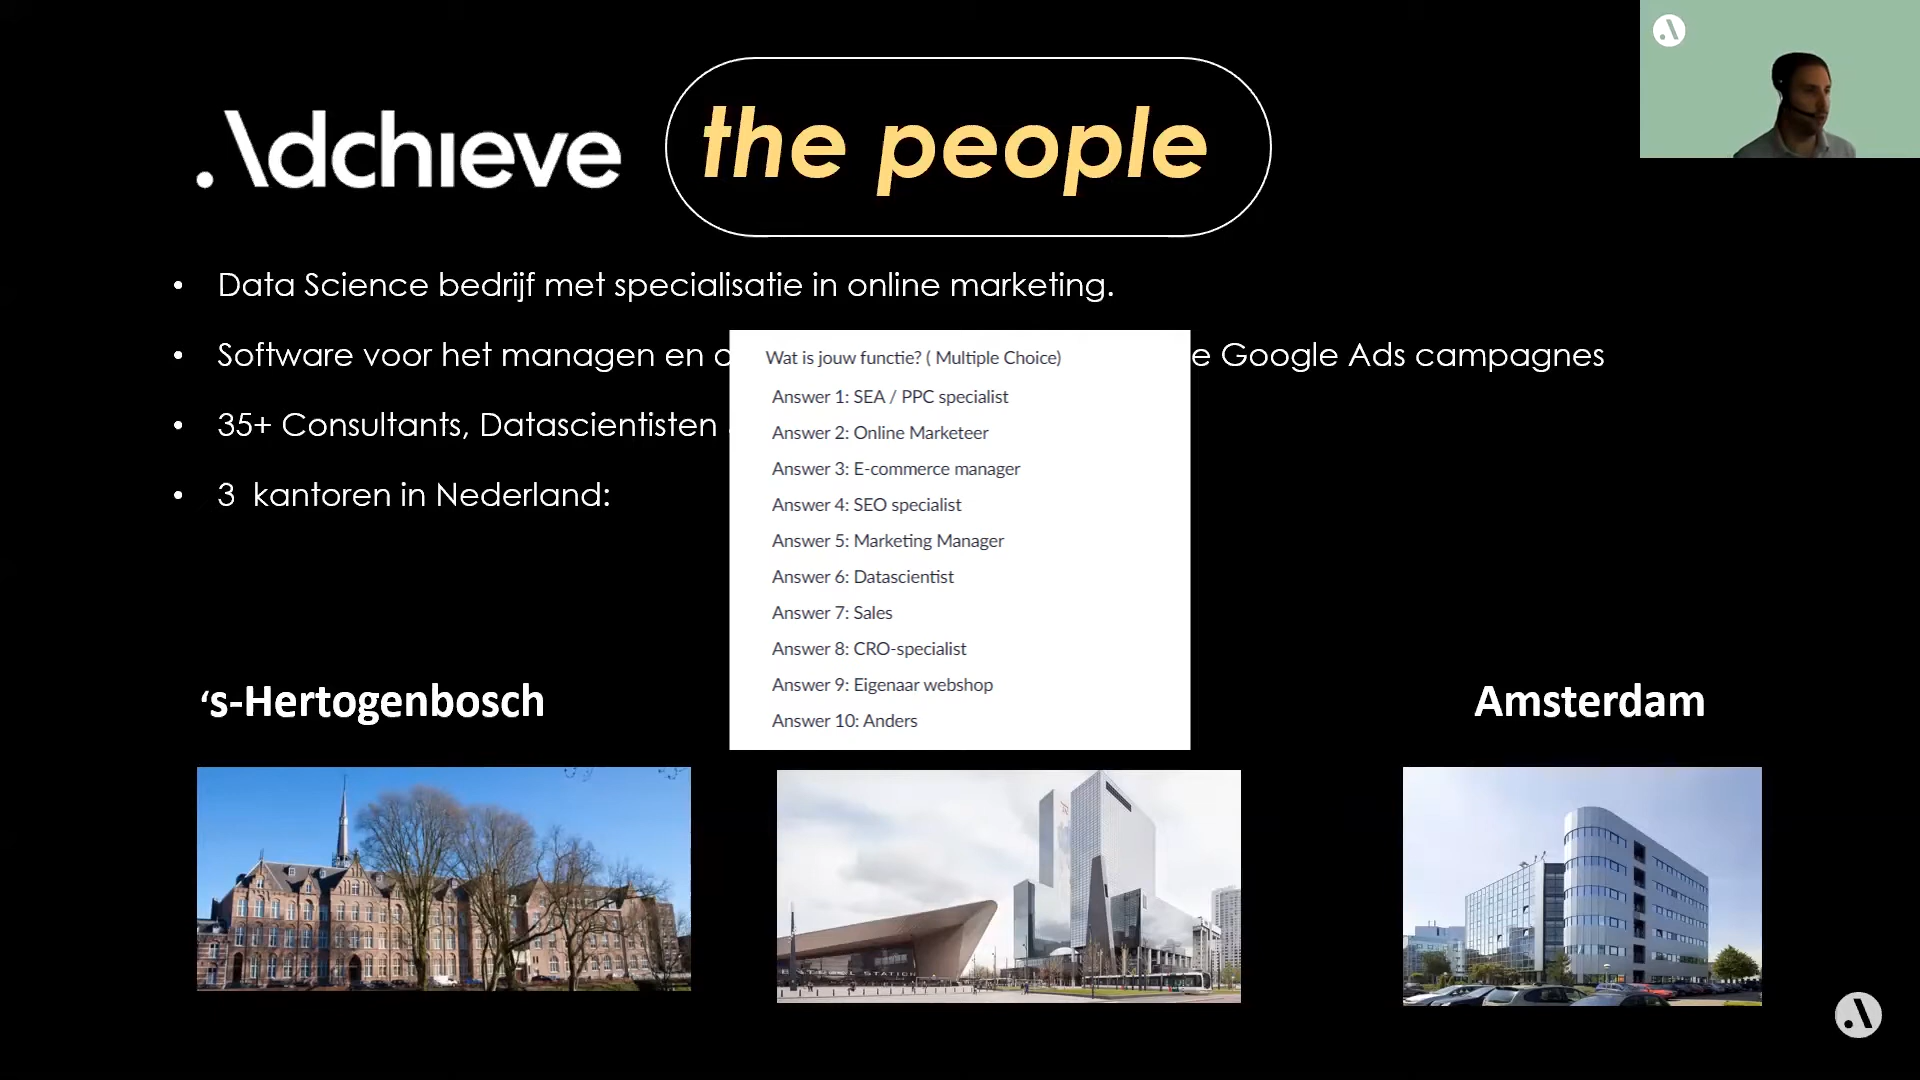 .Adchieve the people
• Data Science bedrijf met specialisatie in online marketing.
• Software voor het managen en e Google Ads campagnes
• 35+ Consultants, Datascientisten
• 3 kantoren in Nederland:
Wat is jouw functie? ( Multiple Choice)
Answer 1: SEA / PPC specialist
Answer 2: Online Marketeer
Answer 3: E-commerce manager
Answer 4: SEO specialist
Answer 5: Marketing Manager
Answer 6: Datascientist
Answer 7: Sales
Answer 8: CRO-specialist
Answer 9: Eigenaar webshop
Answer 10: Anders
‘s-Hertogenbosch
Amsterdam
STATION